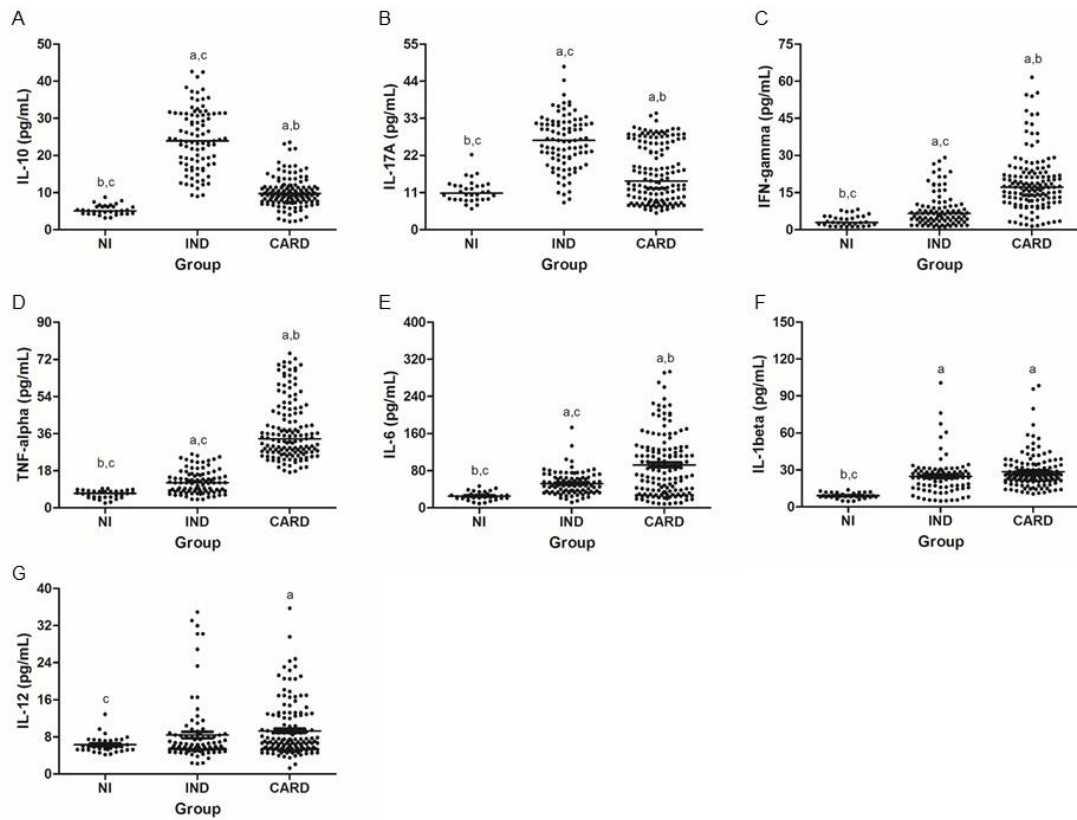 A
IL-10 (pg/mL)
50
40
30
20
10
0
b,c
a,c
a,b
NI IND CARD
Group
B
IL-17A (pg/mL)
55
44
33
22
11
0
b,c
a,c
a,b
NI IND CARD
Group
C
IFN-gamma (pg/mL)
75
60
45
30
15
0
b,c
a,c
a,b
NI IND CARD
Group
D
TNF-alpha (pg/mL)
90
72
54
36
18
0
b,c
a,c
a,b
NI IND CARD
Group
E
IL-6 (pg/mL)
400
320
240
160
80
0
b,c
a,c
a,b
NI IND CARD
Group
F
IL-1beta (pg/mL)
150
120
90
60
30
0
b,c
a
a
NI IND CARD
Group
G
IL-12 (pg/mL)
40
32
24
16
8
0
c
a
NI IND CARD
Group